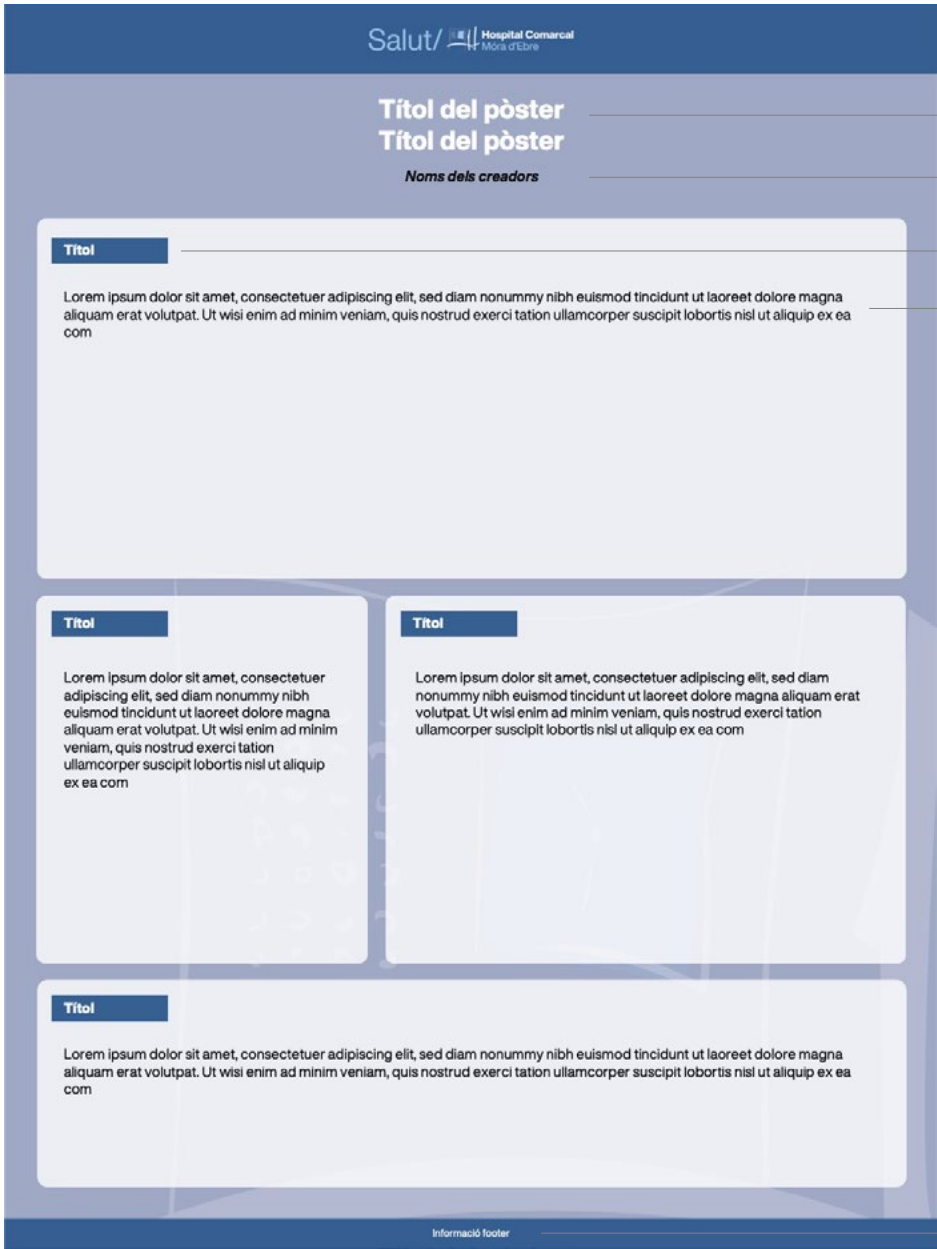 Salut/ Hospital Comarcal
Móra d'Ebre
Títol del pòster
Títol del pòster
Noms dels creadors
Títol
Lorem ipsum dolor sit amet, consectetuer adipiscing elit, sed diam nonummy nibh euismod tincidunt ut laoreet dolore magna
aliquam erat volutpat. Ut wisi enim ad minim veniam, quis nostrud exerci tation ullamcorper suscipit lobortis nisl ut aliquip ex ea
com
Títol
Lorem ipsum dolor sit amet, consectetuer
adipiscing elit, sed diam nonummy nibh
euismod tincidunt ut laoreet dolore magna
aliquam erat volutpat. Ut wisi enim ad minim
veniam, quis nostrud exerci tation
ullamcorper suscipit lobortis nisl ut aliquip
ex ea com
Títol
Lorem ipsum dolor sit amet, consectetuer adipiscing elit, sed diam
nonummy nibh euismod tincidunt ut laoreet dolore magna aliquam erat
volutpat. Ut wisi enim ad minim veniam, quis nostrud exerci tation
ullamcorper suscipit lobortis nisl ut aliquip ex ea com
Títol
Lorem ipsum dolor sit amet, consectetuer adipiscing elit, sed diam nonummy nibh euismod tincidunt ut laoreet dolore magna
aliquam erat volutpat. Ut wisi enim ad minim veniam, quis nostrud exerci tation ullamcorper suscipit lobortis nisl ut aliquip ex ea
com
Informació footer